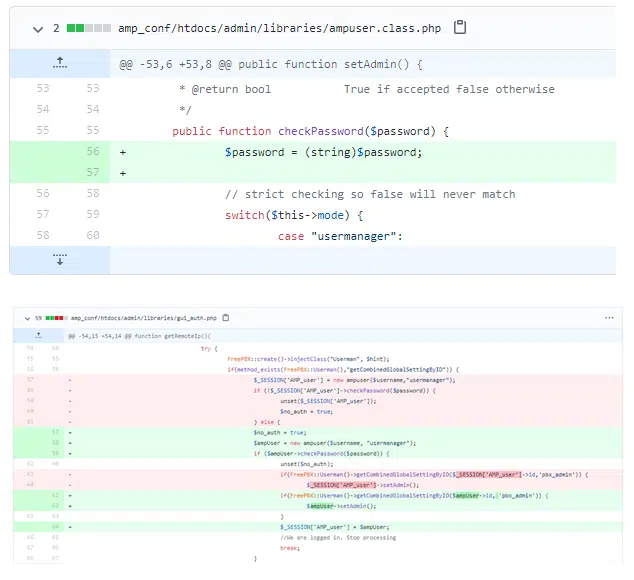 2 amp_conf/htdocs/admin/libraries/ampuser.class.php
@@ -53,6 +53,8 @@ public function setAdmin() {
53 53 * @return bool True if accepted false otherwise
54 54 */
55 55 public function checkPassword($password) {
56 + $password = (string)$password;
57 +
56 58 // strict checking so false will never match
57 59 switch($this->mode) {
58 60 case "usermanager":
59 amp_conf/htdocs/admin/libraries/gui_auth.php
@@ -54,15 +54,14 @@ function getRemoteIp(){
54 54 try {
55 55 FreePBX::create()->injectClass("Userman", $hint);
56 56 if(method_exists(FreePBX::Userman(),"getCombinedGlobalSettingByID")) {
57 - $_SESSION['AMP_user'] = new ampuser($username,"usermanager");
58 - if (!$_SESSION['AMP_user']->checkPassword($password)) {
59 - unset($_SESSION['AMP_user']);
60 - $no_auth = true;
61 - } else {
57 + $no_auth = true;
58 + $ampUser = new ampuser($username, "usermanager");
59 + if ($ampUser->checkPassword($password)) {
62 60 unset($no_auth);
63 - if(FreePBX::Userman()->getCombinedGlobalSettingByID($_SESSION['AMP_user']->id,'pbx_admin')) {
64 - $_SESSION['AMP_user']->setAdmin();
61 + if(FreePBX::Userman()->getCombinedGlobalSettingByID($ampUser->id, 'pbx_admin')) {
62 + $ampUser->setAdmin();
65 63 }
64 + $_SESSION['AMP_user'] = $ampUser;
66 65 //We are logged in. Stop processing
67 66 break;
68 67 }